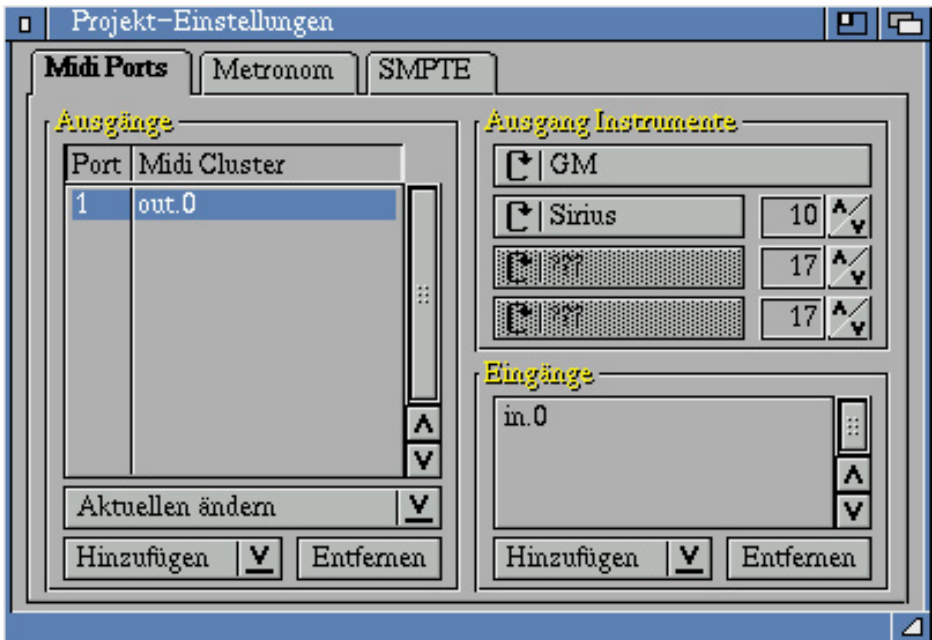 Projekt-Einstellungen
Midi Ports
Metronom
SMPTE
Ausgänge
Port Midi Cluster
1 out.0
Aktuellen ändern
Hinzufügen
Entfernen
Ausgang Instrumente
GM
Sirius 10
??? 17
??? 17
Eingänge
in.0
Hinzufügen
Entfernen